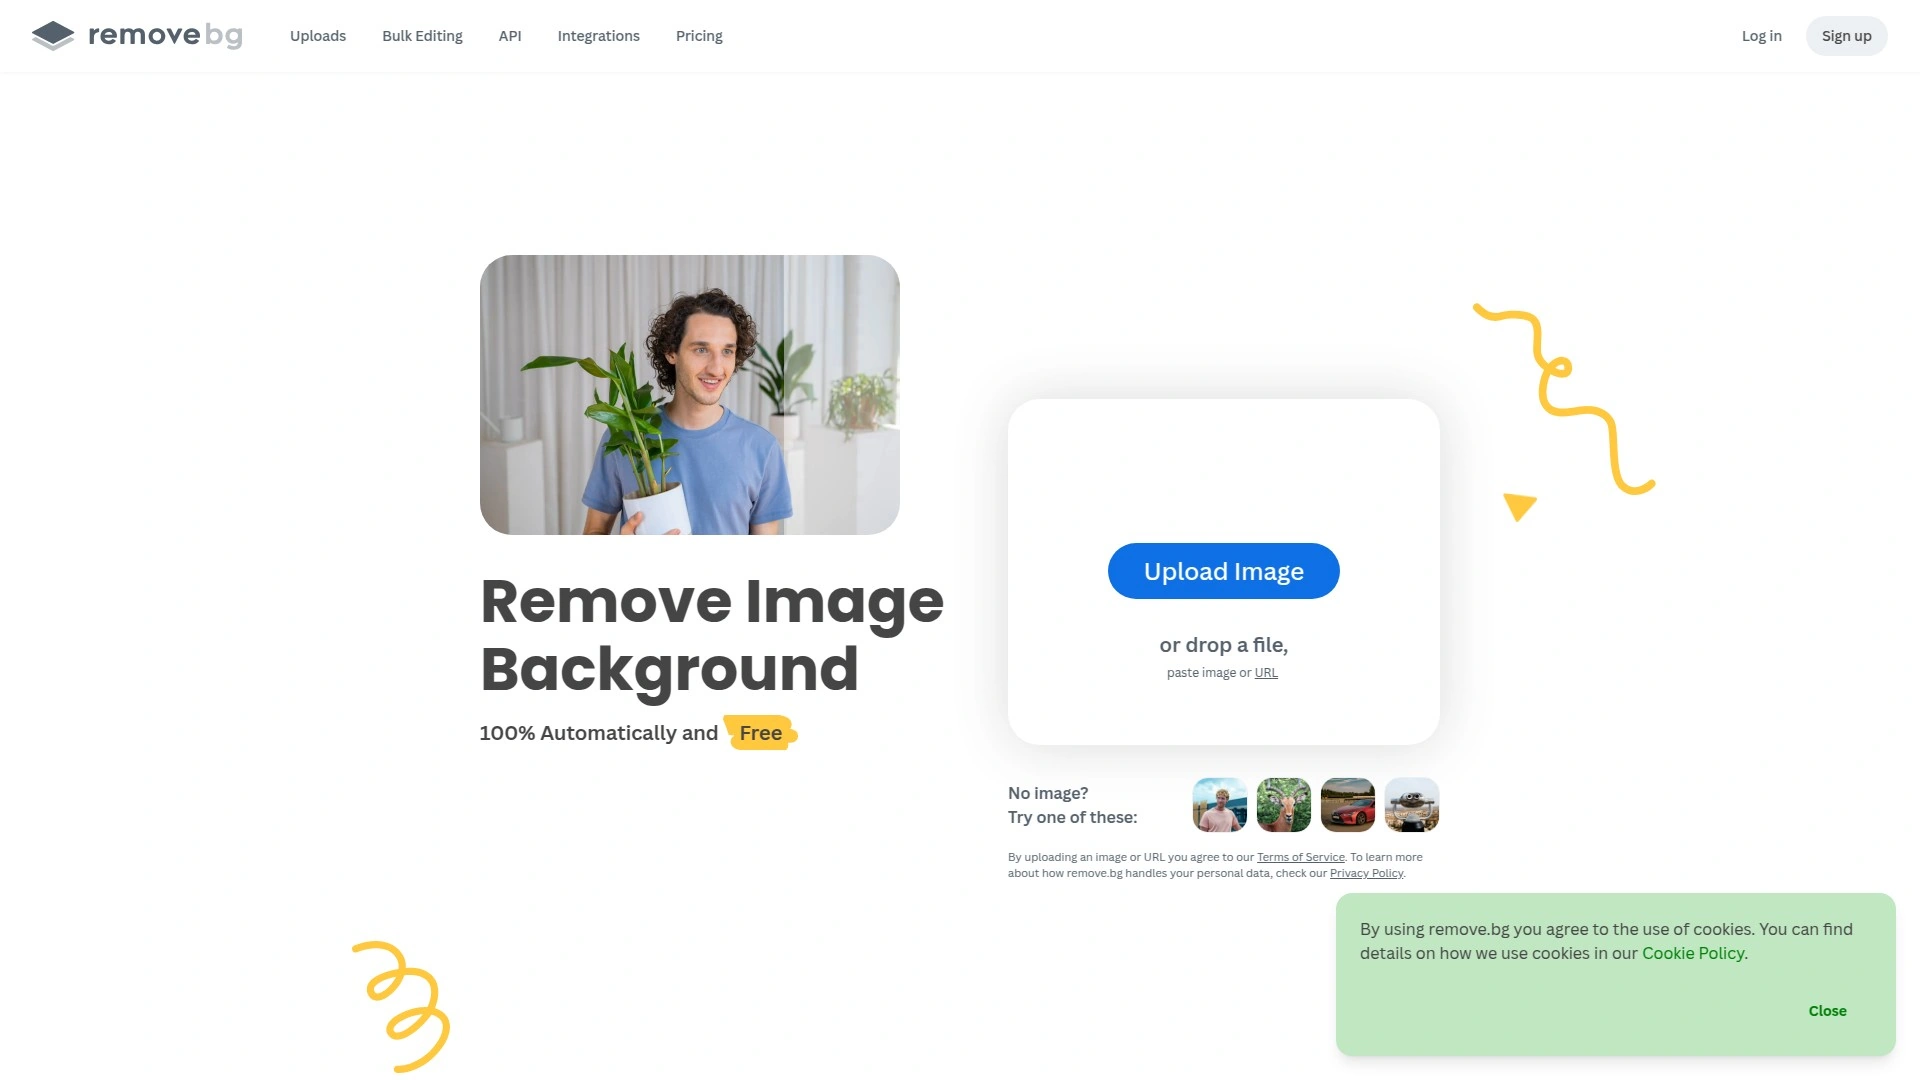 removebg
Uploads
Bulk Editing
API
Integrations
Pricing
Log in
Sign up
Remove Image
Background
100% Automatically and Free
Upload Image
or drop a file,
paste image or URL
No image?
Try one of these:
By uploading an image or URL you agree to our Terms of Service. To learn more
about how remove.bg handles your personal data, check our Privacy Policy.
By using remove.bg you agree to the use of cookies. You can find
details on how we use cookies in our Cookie Policy.
Close